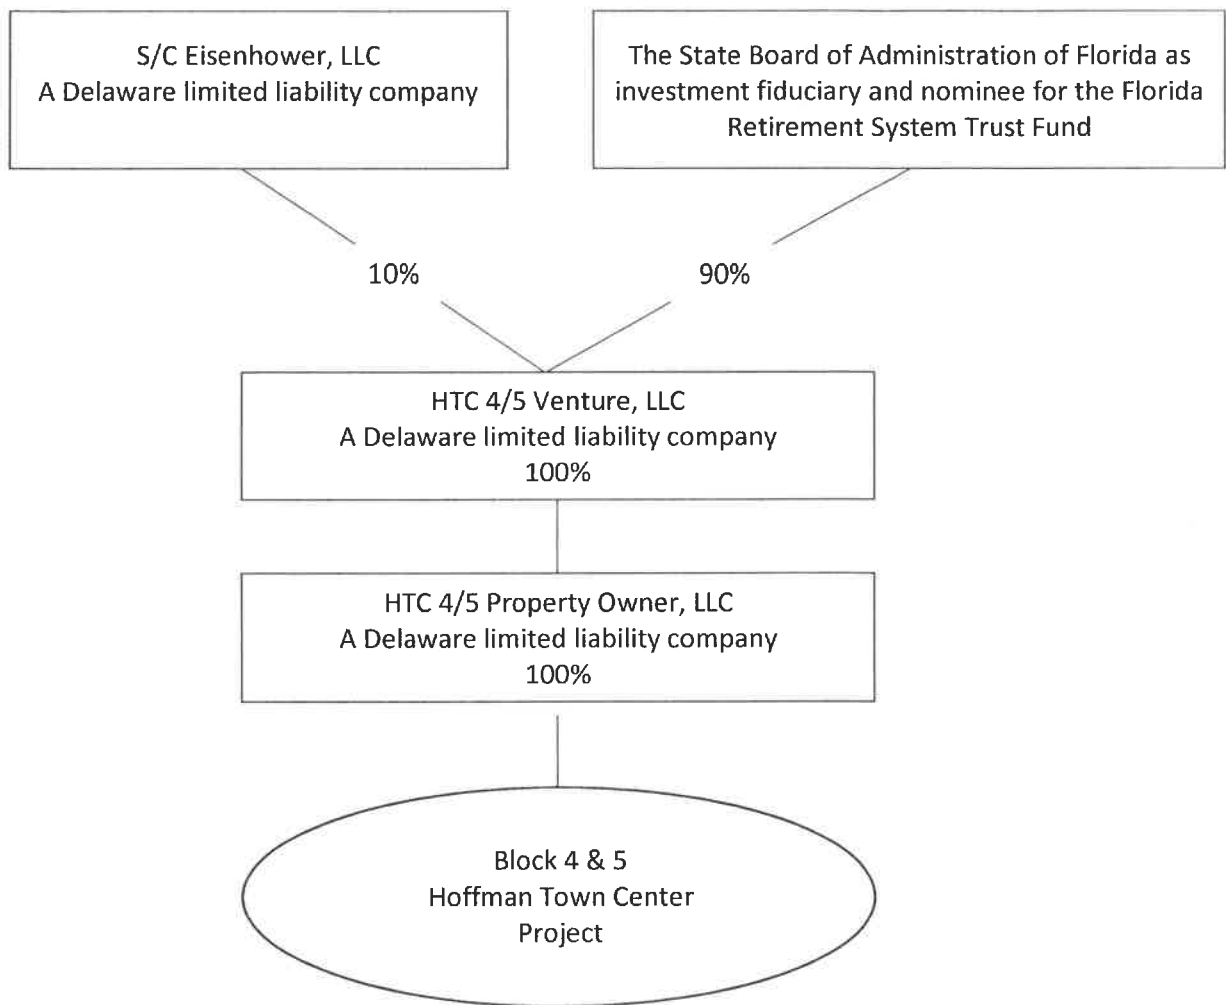 S/C Eisenhower, LLC
A Delaware limited liability company
The State Board of Administration of Florida as
investment fiduciary and nominee for the Florida
Retirement System Trust Fund
10%
90%
HTC 4/5 Venture, LLC
A Delaware limited liability company
100%
HTC 4/5 Property Owner, LLC
A Delaware limited liability company
100%
Block 4 & 5
Hoffman Town Center
Project